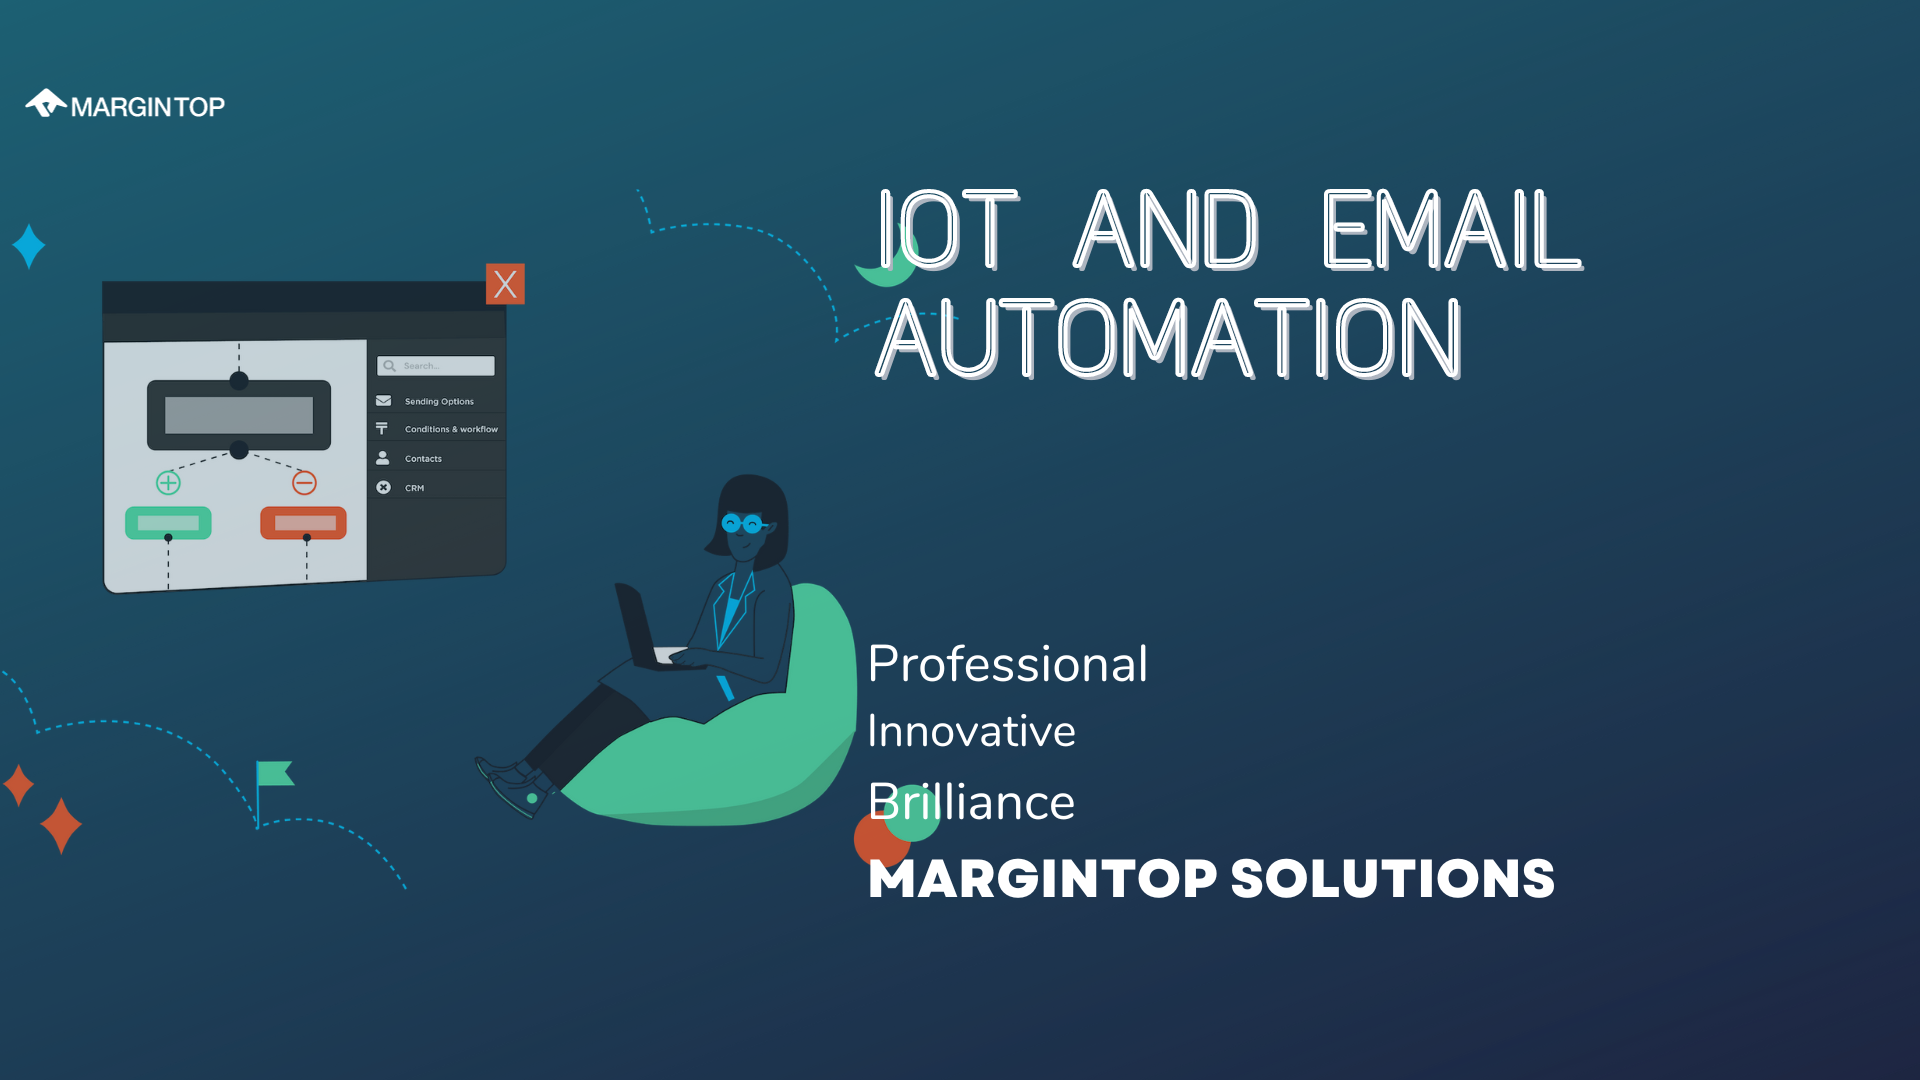 MARGINTOP
IOT AND EMAIL
AUTOMATION
X
Search...
Sending Options
Conditions & workflow
Contacts
CRM
Professional
Innovative
Brilliance
MARGINTOP SOLUTIONS